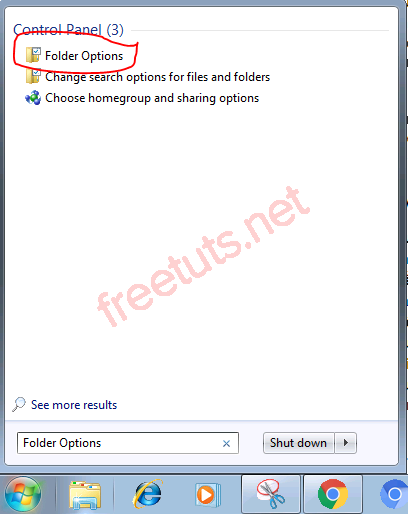 Control Panel (3)
Folder Options
Change search options for files and folders
Choose homegroup and sharing options
freetuts.net
See more results
Folder Options
Shut down